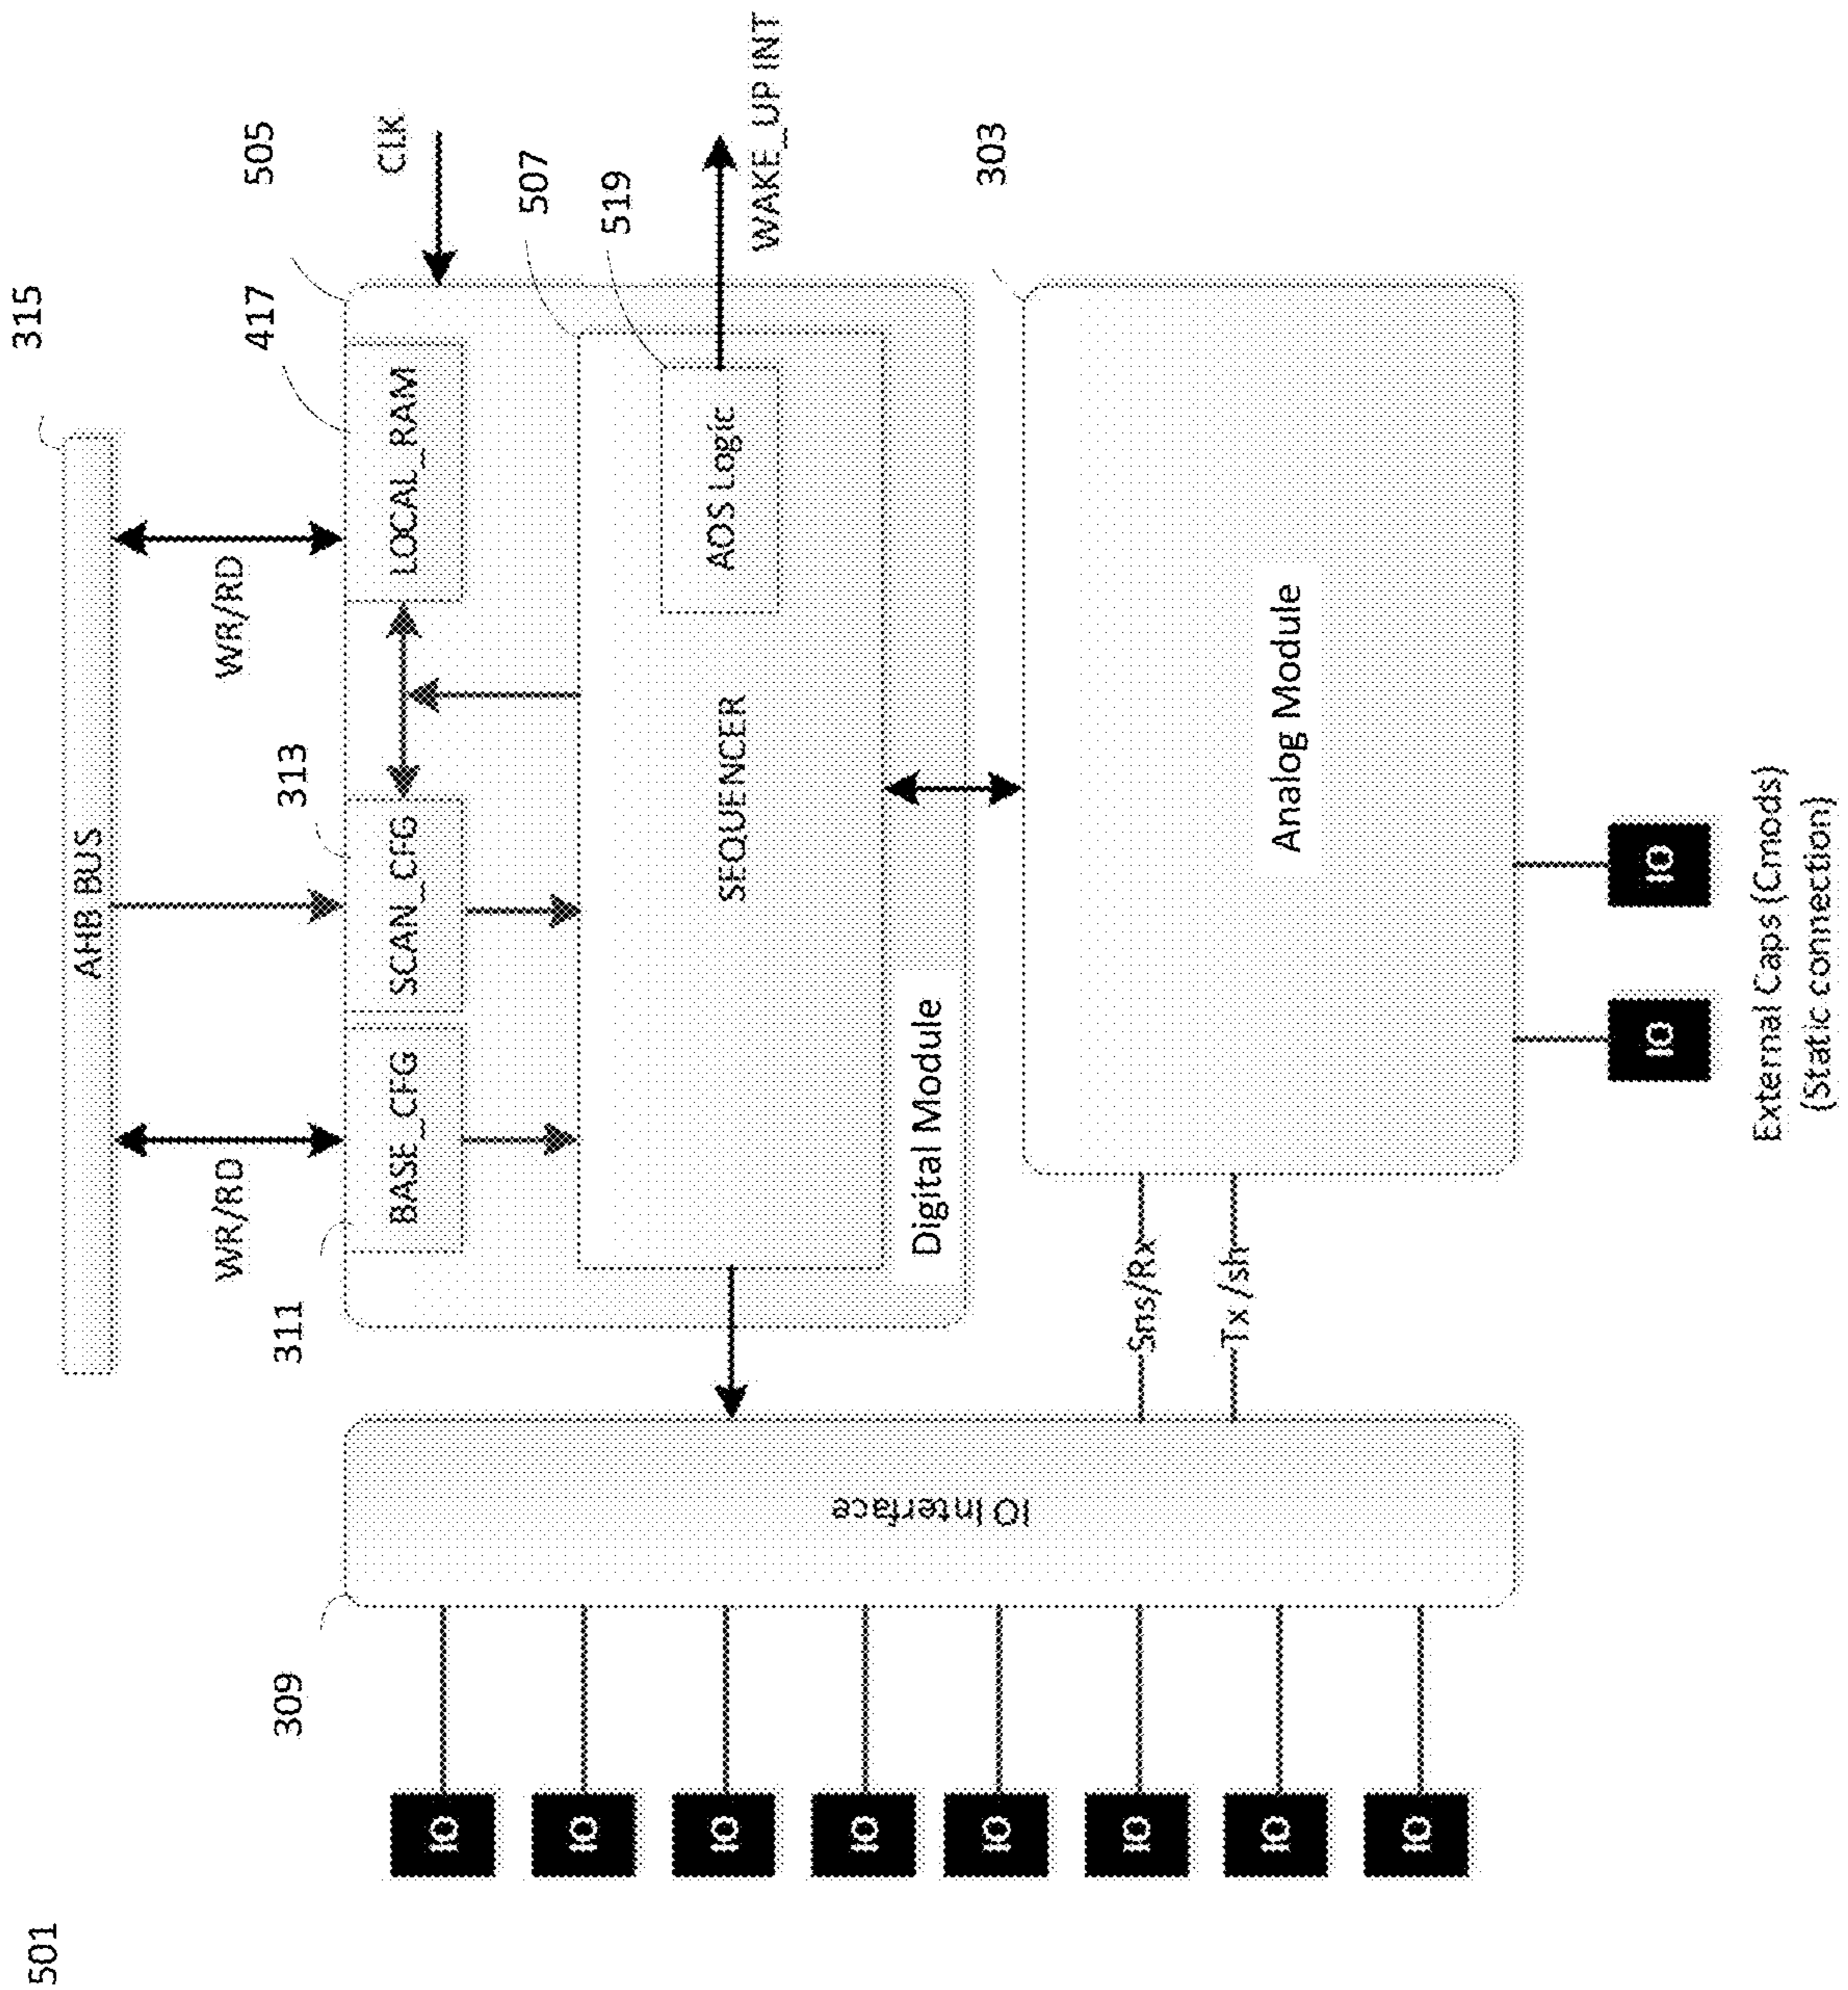 501
315
AHB BUS
WR/RD
WR/RD
309
311
313
417
505
BASE_CFG
SCAN_CFG
LOCAL_RAM
CLK
IO
507
IO
519
IO
SEQUENCER
AOS Logic
WAKE_UP INT
IO
IO Interface
Digital Module
303
IO
IO
Sns/Rx
IO
Tx /sh
Analog Module
IO
IO
IO
External Caps (Cmods)
(Static connection)